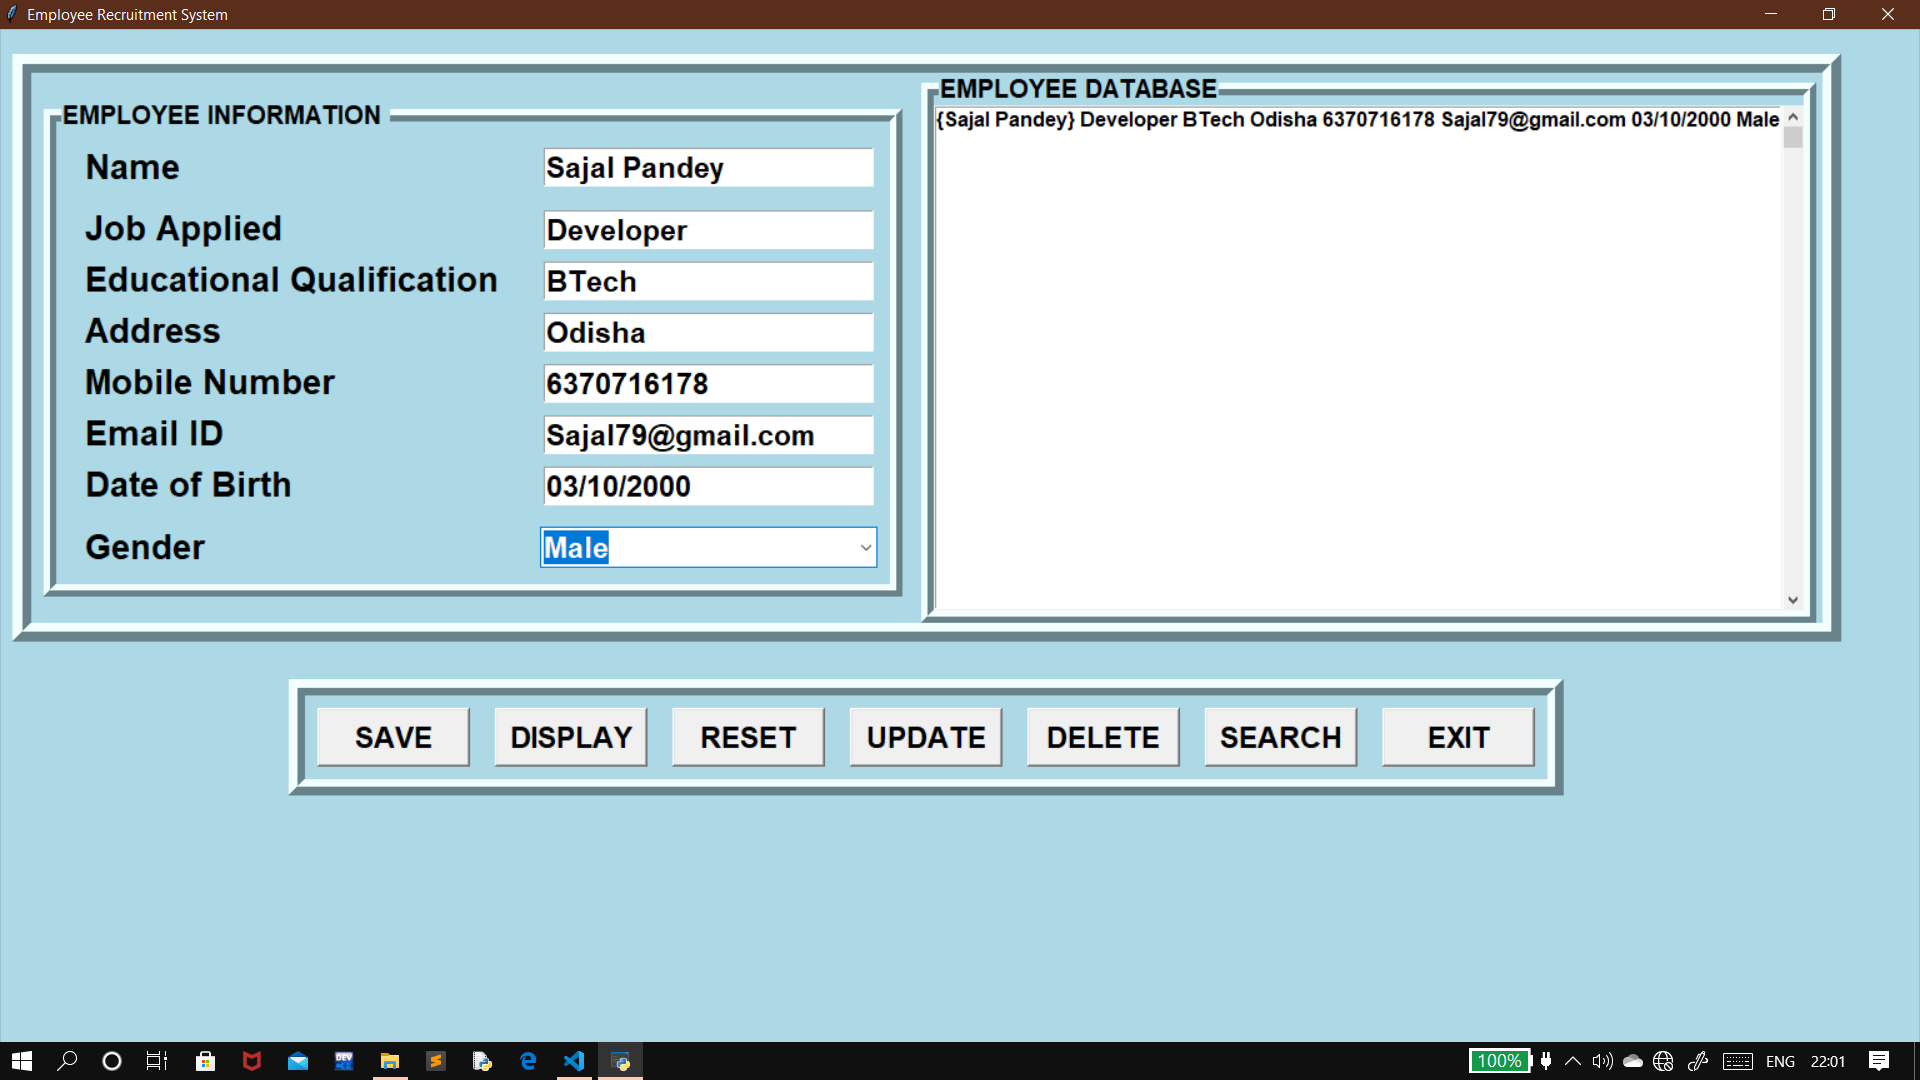 Employee Recruitment System
EMPLOYEE INFORMATION
Name Sajal Pandey
Job Applied Developer
Educational Qualification BTech
Address Odisha
Mobile Number 6370716178
Email ID Sajal79@gmail.com
Date of Birth 03/10/2000
Gender Male
EMPLOYEE DATABASE
{Sajal Pandey} Developer BTech Odisha 6370716178 Sajal79@gmail.com 03/10/2000 Male
SAVE DISPLAY RESET UPDATE DELETE SEARCH EXIT
DEV C++
100% ENG 22:01